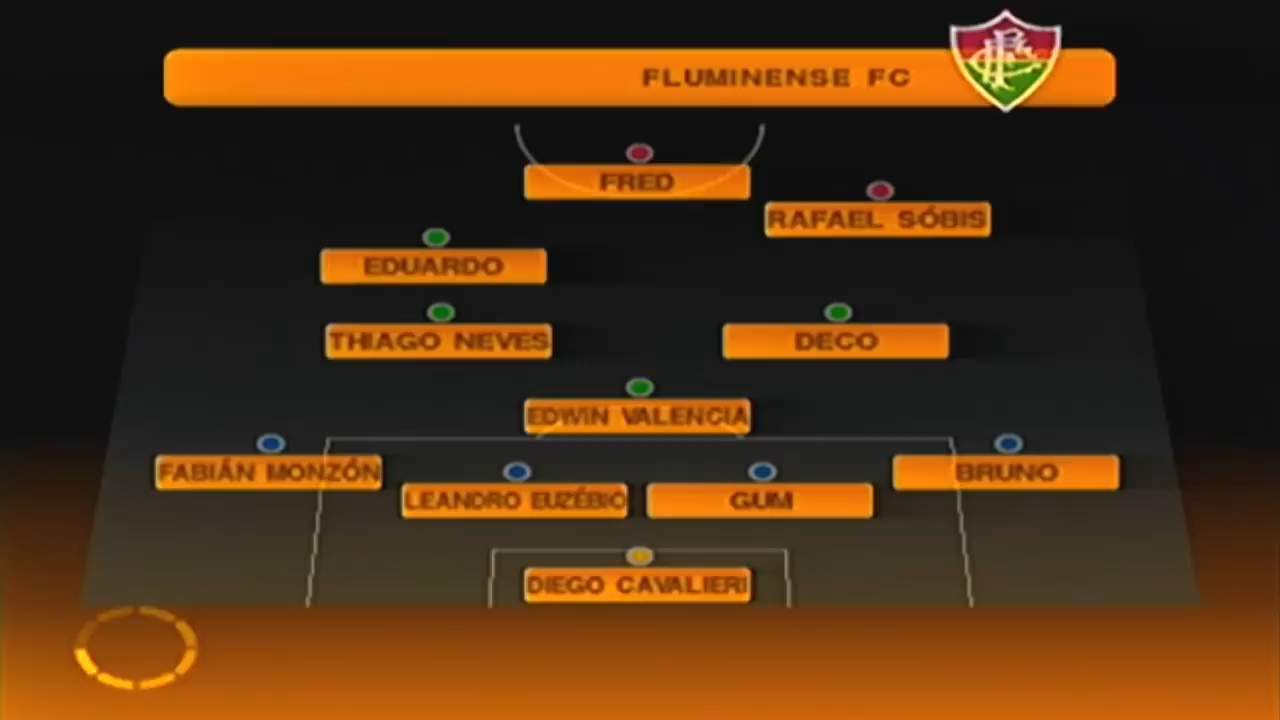 FLUMINENSE FC
FRED
RAFAEL SÓBIS
EDUARDO
THIAGO NEVES
DECO
EDWIN VALENCIA
FABIÁN MONZÓN
BRUNO
LEANDRO EUZÉBIO
GUM
DIEGO CAVALIERI